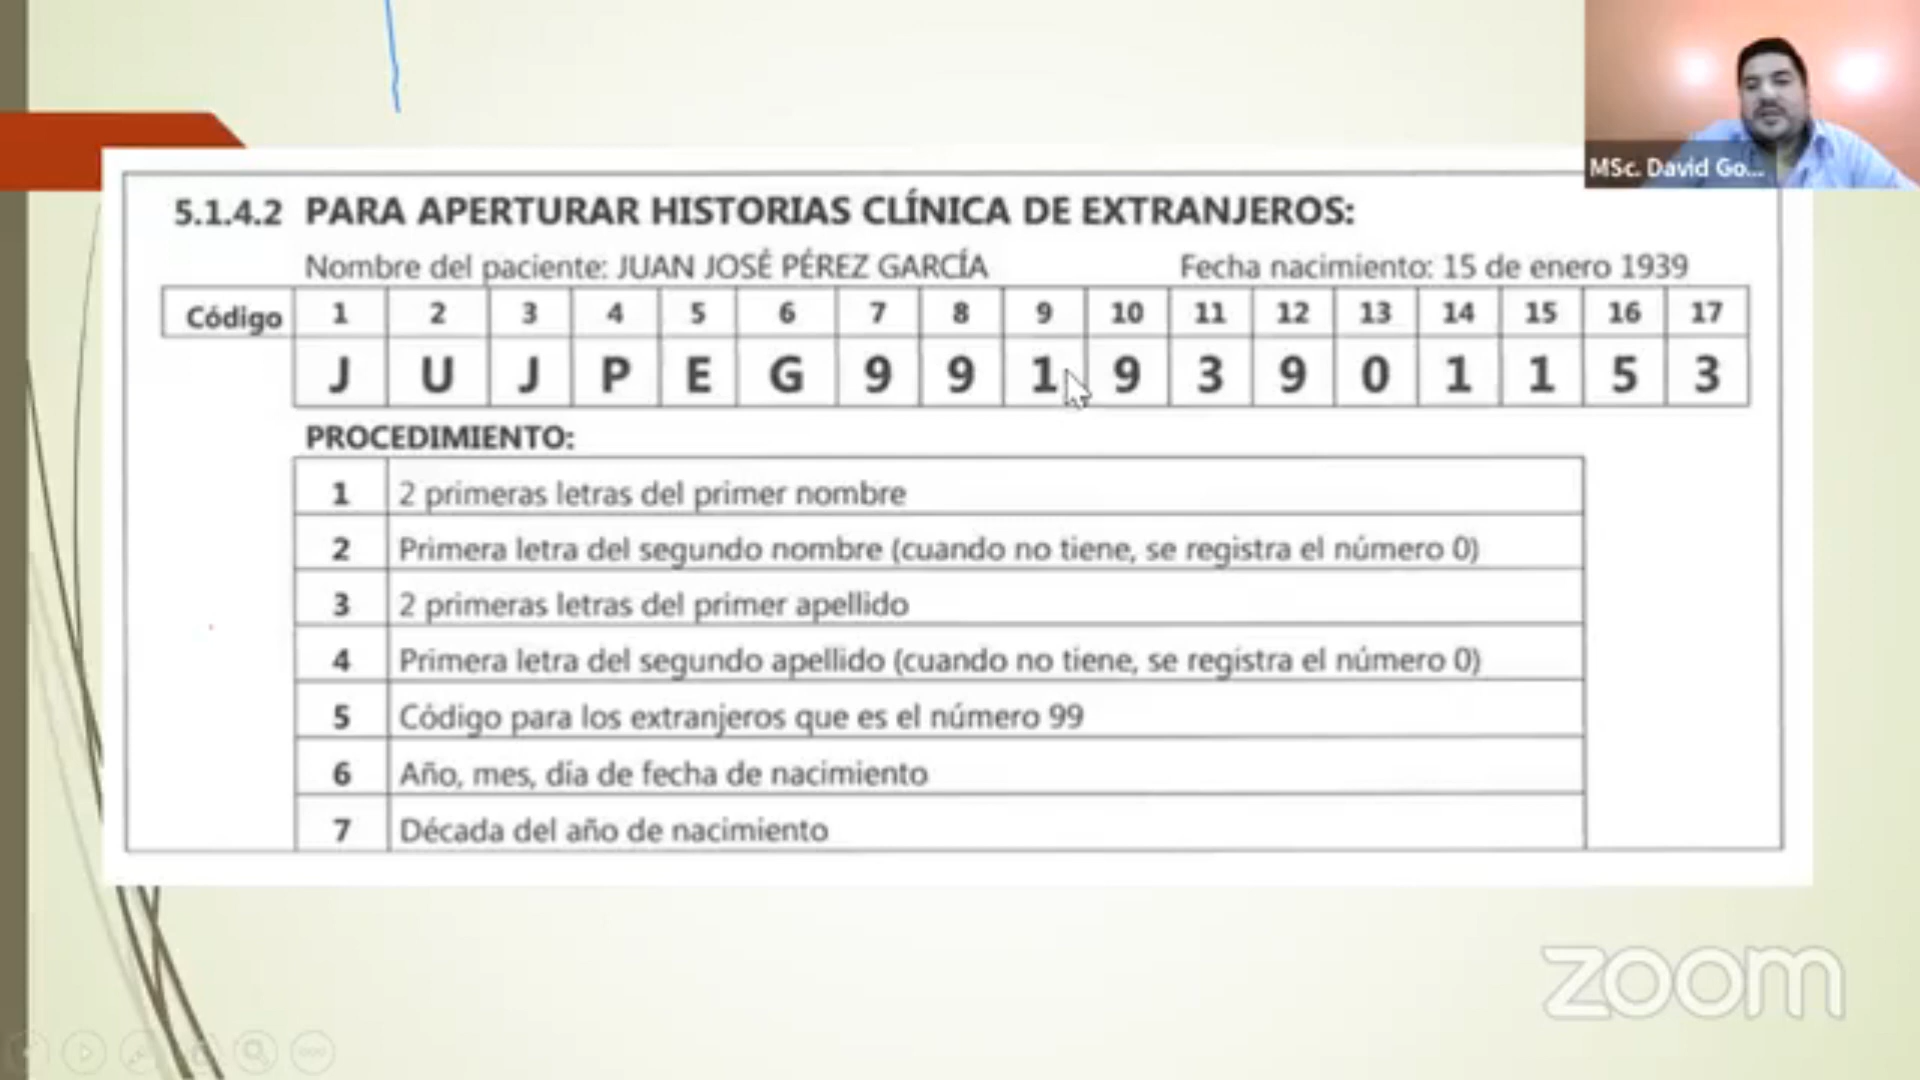 MSc. David Go...
5.1.4.2 PARA APERTURAR HISTORIAS CLÍNICA DE EXTRANJEROS:
Nombre del paciente: JUAN JOSÉ PÉREZ GARCÍA Fecha nacimiento: 15 de enero 1939
Código 1 2 3 4 5 6 7 8 9 10 11 12 13 14 15 16 17
J U J P E G 9 9 1 9 3 9 0 1 1 5 3
PROCEDIMIENTO:
1 2 primeras letras del primer nombre
2 Primera letra del segundo nombre (cuando no tiene, se registra el número 0)
3 2 primeras letras del primer apellido
4 Primera letra del segundo apellido (cuando no tiene, se registra el número 0)
5 Código para los extranjeros que es el número 99
6 Año, mes, día de fecha de nacimiento
7 Década del año de nacimiento
zoom